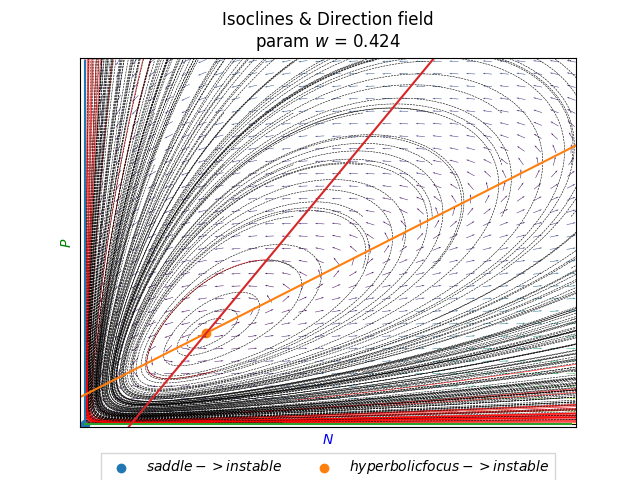 Isoclines & Direction field
param w = 0.424
P
N
saddle−>instable hyperbolicfocus−>instable